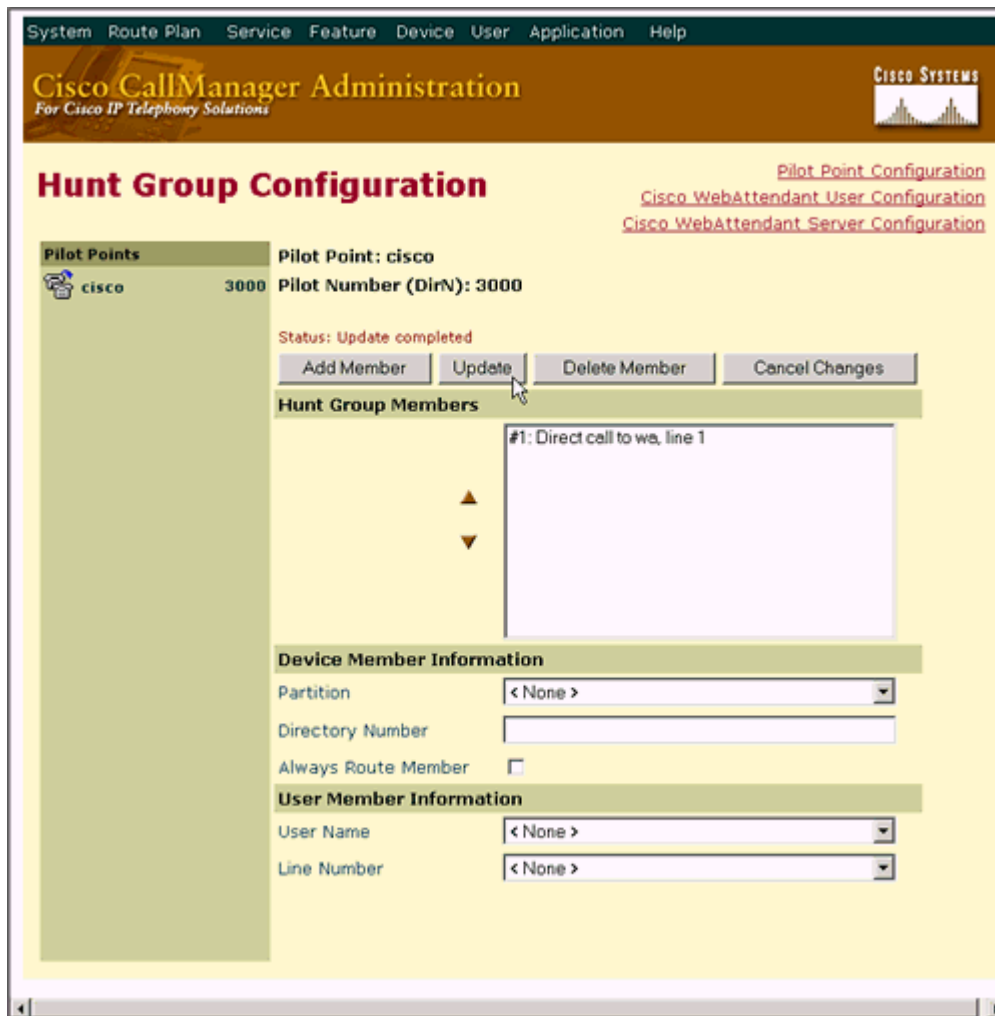 System Route Plan Service Feature Device User Application Help
Cisco CallManager Administration
For Cisco IP Telephony Solutions
CISCO SYSTEMS
Hunt Group Configuration
Pilot Point Configuration
Cisco WebAttendant User Configuration
Cisco WebAttendant Server Configuration
Pilot Points
cisco 3000
Pilot Point: cisco
Pilot Number (DirN): 3000
Status: Update completed
Add Member Update Delete Member Cancel Changes
Hunt Group Members
#1: Direct call to wa, line 1
Device Member Information
Partition < None >
Directory Number
Always Route Member
User Member Information
User Name < None >
Line Number < None >